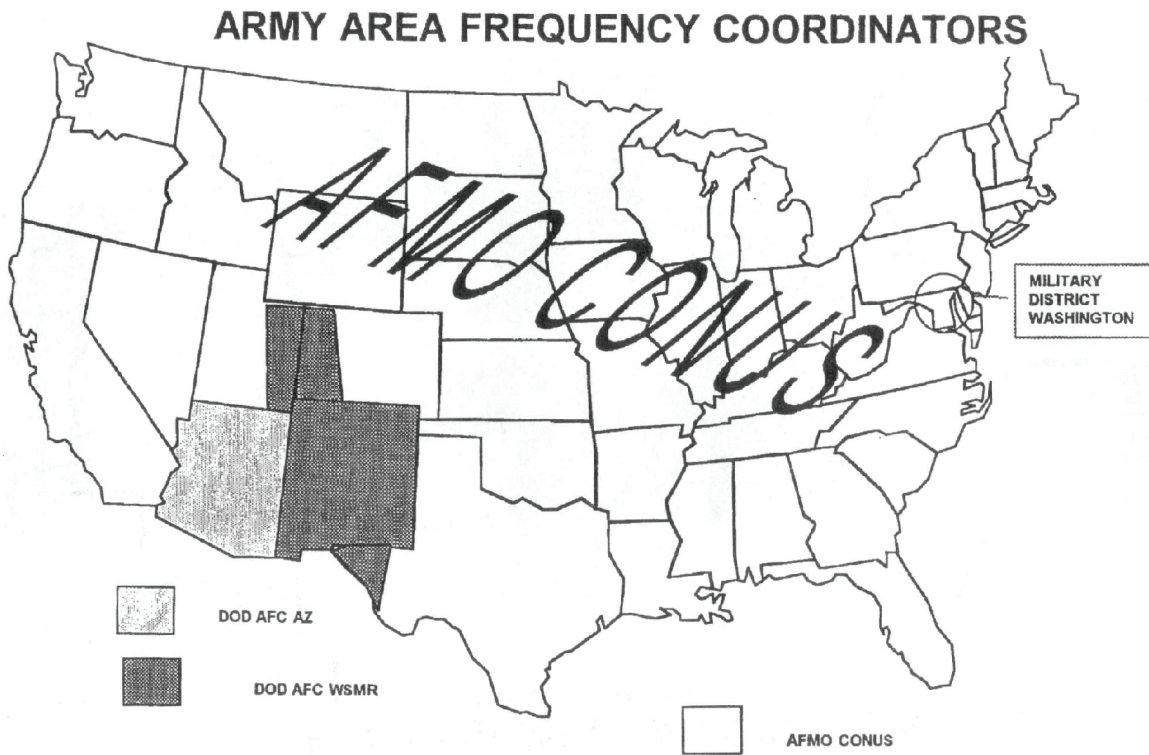 ARMY AREA FREQUENCY COORDINATORS
AFMO CONUS
MILITARY
DISTRICT
WASHINGTON
DOD AFC AZ
DOD AFC WSMR
AFMO CONUS